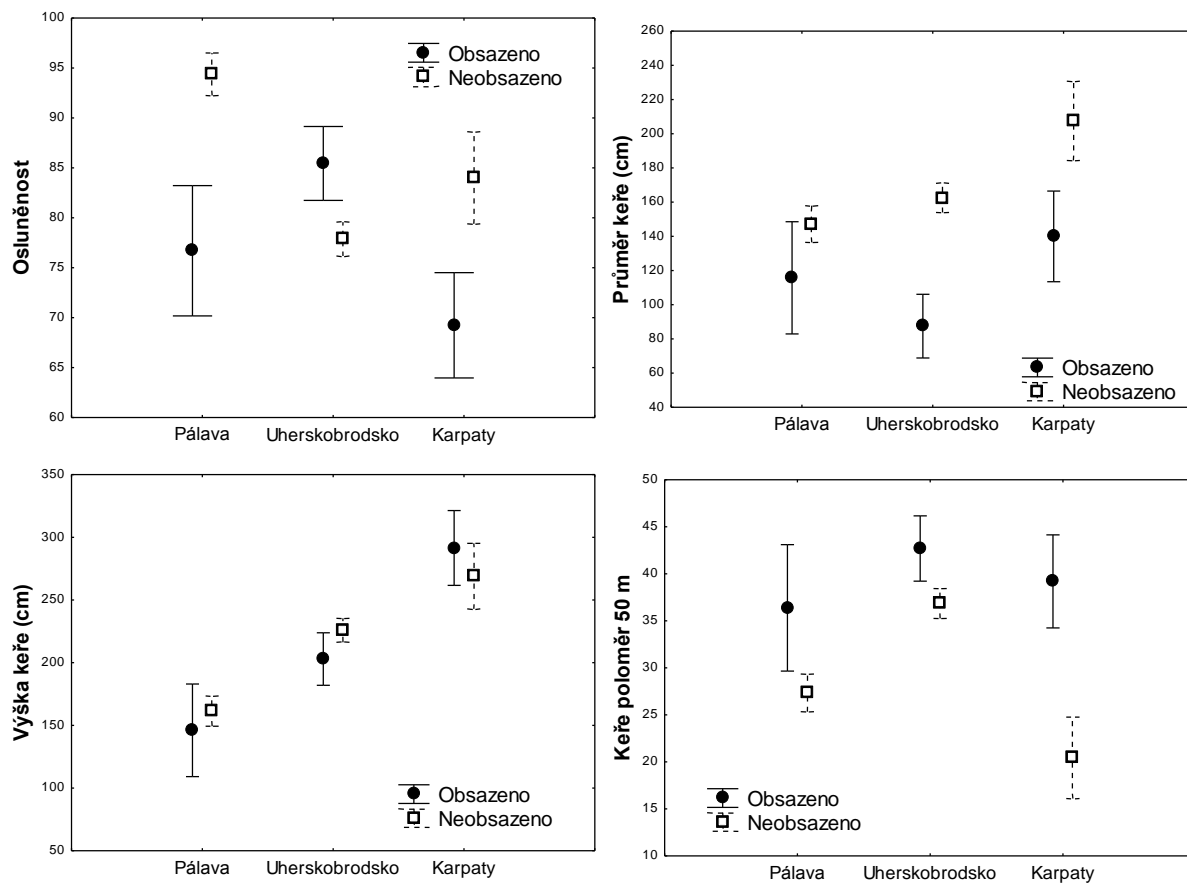 Osluněnost
100
95
90
85
80
75
70
65
60
Obsazeno
Neobsazeno
Pálava
Uherskobrodsko
Karpaty
Průměr keře (cm)
260
240
220
200
180
160
140
120
100
80
60
40
Obsazeno
Neobsazeno
Pálava
Uherskobrodsko
Karpaty
Výška keře (cm)
350
300
250
200
150
100
50
Obsazeno
Neobsazeno
Pálava
Uherskobrodsko
Karpaty
Keře poloměr 50 m
50
45
40
35
30
25
20
15
10
Obsazeno
Neobsazeno
Pálava
Uherskobrodsko
Karpaty